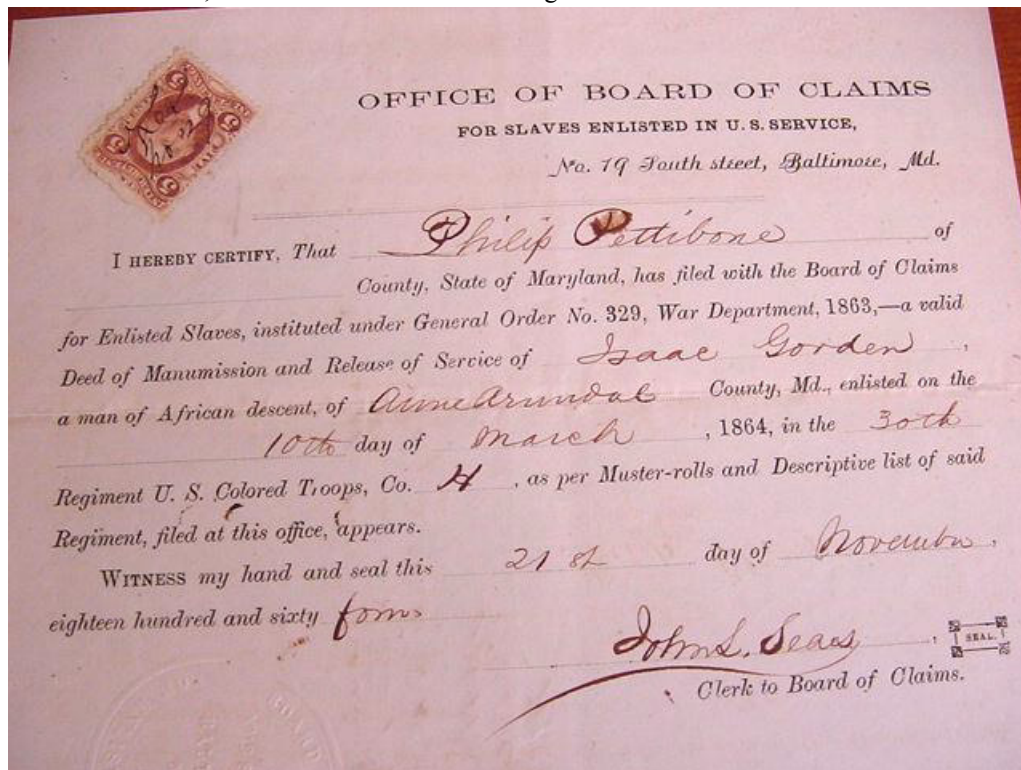 OFFICE OF BOARD OF CLAIMS
FOR SLAVES ENLISTED IN U. S. SERVICE,
No. 19 South street, Baltimore, Md.
I HEREBY CERTIFY, That Philip Pettibone of
County, State of Maryland, has filed with the Board of Claims
for Enlisted Slaves, instituted under General Order No. 329, War Department, 1863,—a valid
Deed of Manumission and Release of Service of Isaac Gorden,
a man of African descent, of Anne Arundal County, Md., enlisted on the
10th day of March, 1864, in the 30th
Regiment U. S. Colored Troops, Co. H, as per Muster-rolls and Descriptive list of said
Regiment, filed at this office, appears.
WITNESS my hand and seal this 21st day of November,
eighteen hundred and sixty four
John S. Sears, SEAL.
Clerk to Board of Claims.